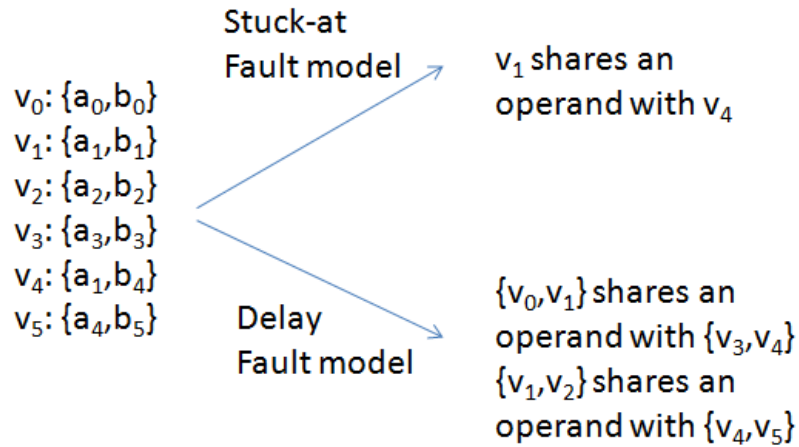 Stuck-at
Fault model
v₀: {a₀,b₀}
v₁: {a₁,b₁}
v₂: {a₂,b₂}
v₃: {a₃,b₃}
v₄: {a₁,b₄}
v₅: {a₄,b₅}
v₁ shares an
operand with v₄
Delay
Fault model
{v₀,v₁} shares an
operand with {v₃,v₄}
{v₁,v₂} shares an
operand with {v₄,v₅}